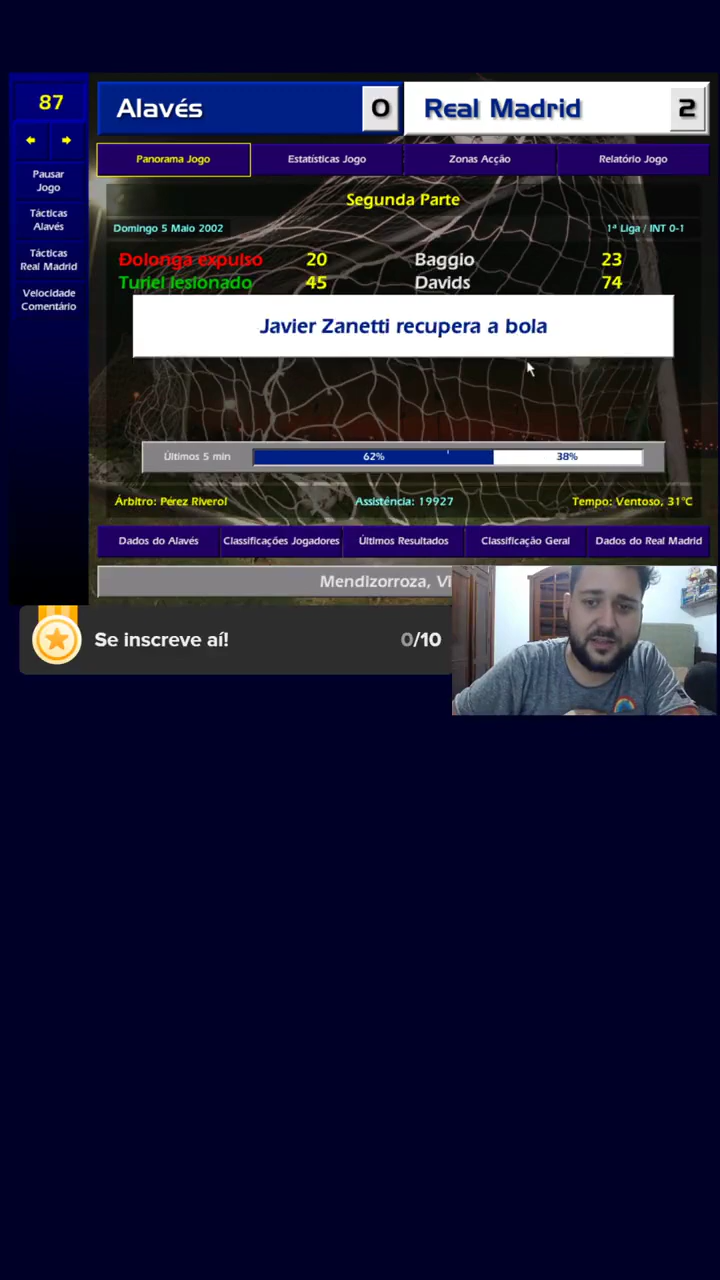 87
Alavés 0 Real Madrid 2
Panorama Jogo Estatísticas Jogo Zonas Acção Relatório Jogo
Pausar
Jogo
Tácticas
Alavés
Tácticas
Real Madrid
Velocidade
Comentário
Segunda Parte
Domingo 5 Maio 2002 1ª Liga / INT 0-1
Đolonga expulso 20 Baggio 23
Turiel lesionado 45 Davids 74
Javier Zanetti recupera a bola
Últimos 5 min 62% 38%
Árbitro: Pérez Riverol Assistência: 19927 Tempo: Ventoso, 31°C
Dados do Alavés Classificações Jogadores Últimos Resultados Classificação Geral Dados do Real Madrid
Mendizorroza, Vi
Se inscreve aí! 0/10